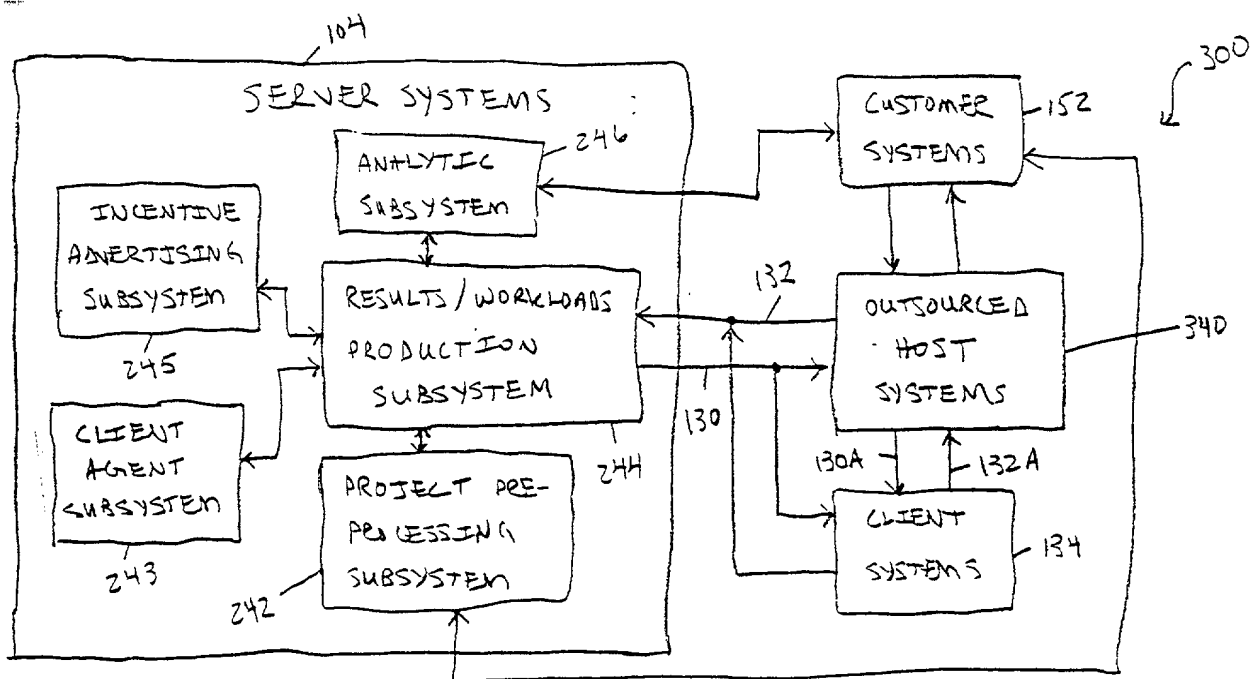 104
300
SERVER SYSTEMS
CUSTOMER
SYSTEMS
152
246
ANALYTIC
SUBSYSTEM
INCENTIVE
ADVERTISING
SUBSYSTEM
245
RESULTS/WORKLOADS
PRODUCTION
SUBSYSTEM
244
132
130
OUTSOURCED
HOST
SYSTEMS
340
CLIENT
AGENT
SUBSYSTEM
243
PROJECT PRE-
PROCESSING
SUBSYSTEM
242
130A
132A
CLIENT
SYSTEMS
134